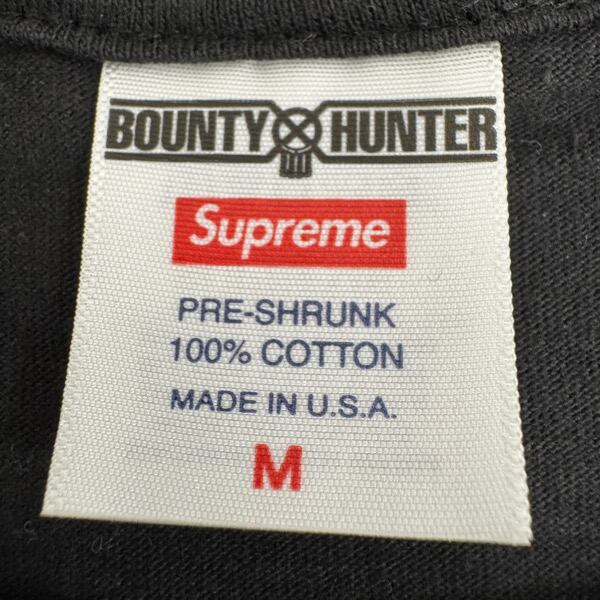 BOUNTY HUNTER
Supreme
PRE-SHRUNK
100% COTTON
MADE IN U.S.A.
M